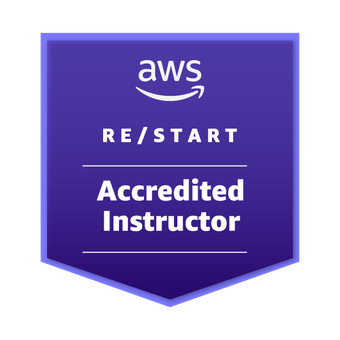 aws
RE/START
Accredited
Instructor